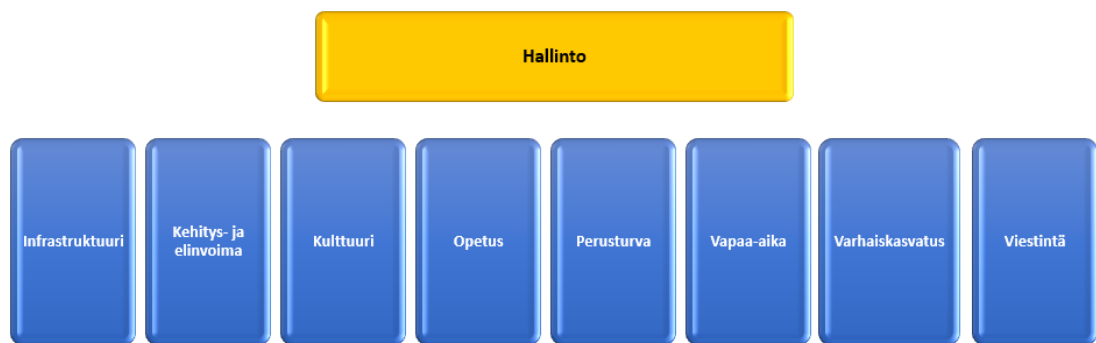 Hallinto
Infrastruktuuri
Kehitys- ja
elinvoima
Kulttuuri
Opetus
Perusturva
Vapaa-aika
Varhaiskasvatus
Viestintä